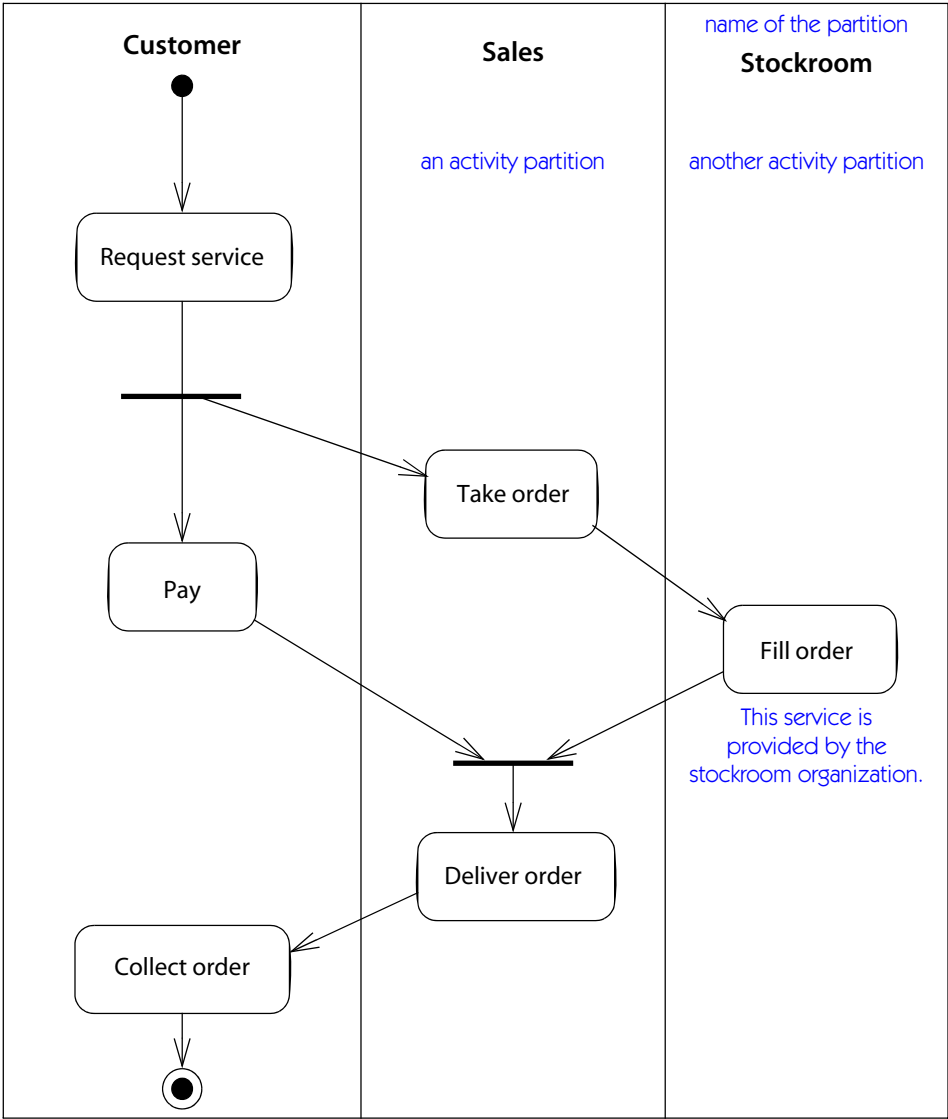 name of the partition
Customer
Sales
Stockroom
an activity partition
another activity partition
Request service
Take order
Pay
Fill order
This service is
provided by the
stockroom organization.
Deliver order
Collect order